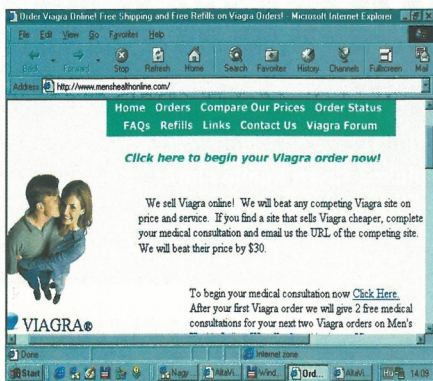 Order Viagra Online! Free Shipping and Free Refills on Viagra Orders! - Microsoft Internet Explorer
File Edit View Go Favorites Help
Back Forward Stop Refresh Home Search Favorites History Channels Fullscreen Mail
Address http://www.menshealthonline.com/
Home Orders Compare Our Prices Order Status
FAQs Refills Links Contact Us Viagra Forum
Click here to begin your Viagra order now!
We sell Viagra online! We will beat any competing Viagra site on
price and service. If you find a site that sells Viagra cheaper, complete
your medical consultation and email us the URL of the competing site.
We will beat their price by $30.
To begin your medical consultation now Click Here.
After your first Viagra order we will give 2 free medical
consultations for your next two Viagra orders on Men's
VIAGRA®
Done Internet zone
Start Nagy... AltaVi... Wind... Ord... AltaVi... Hu 14:09